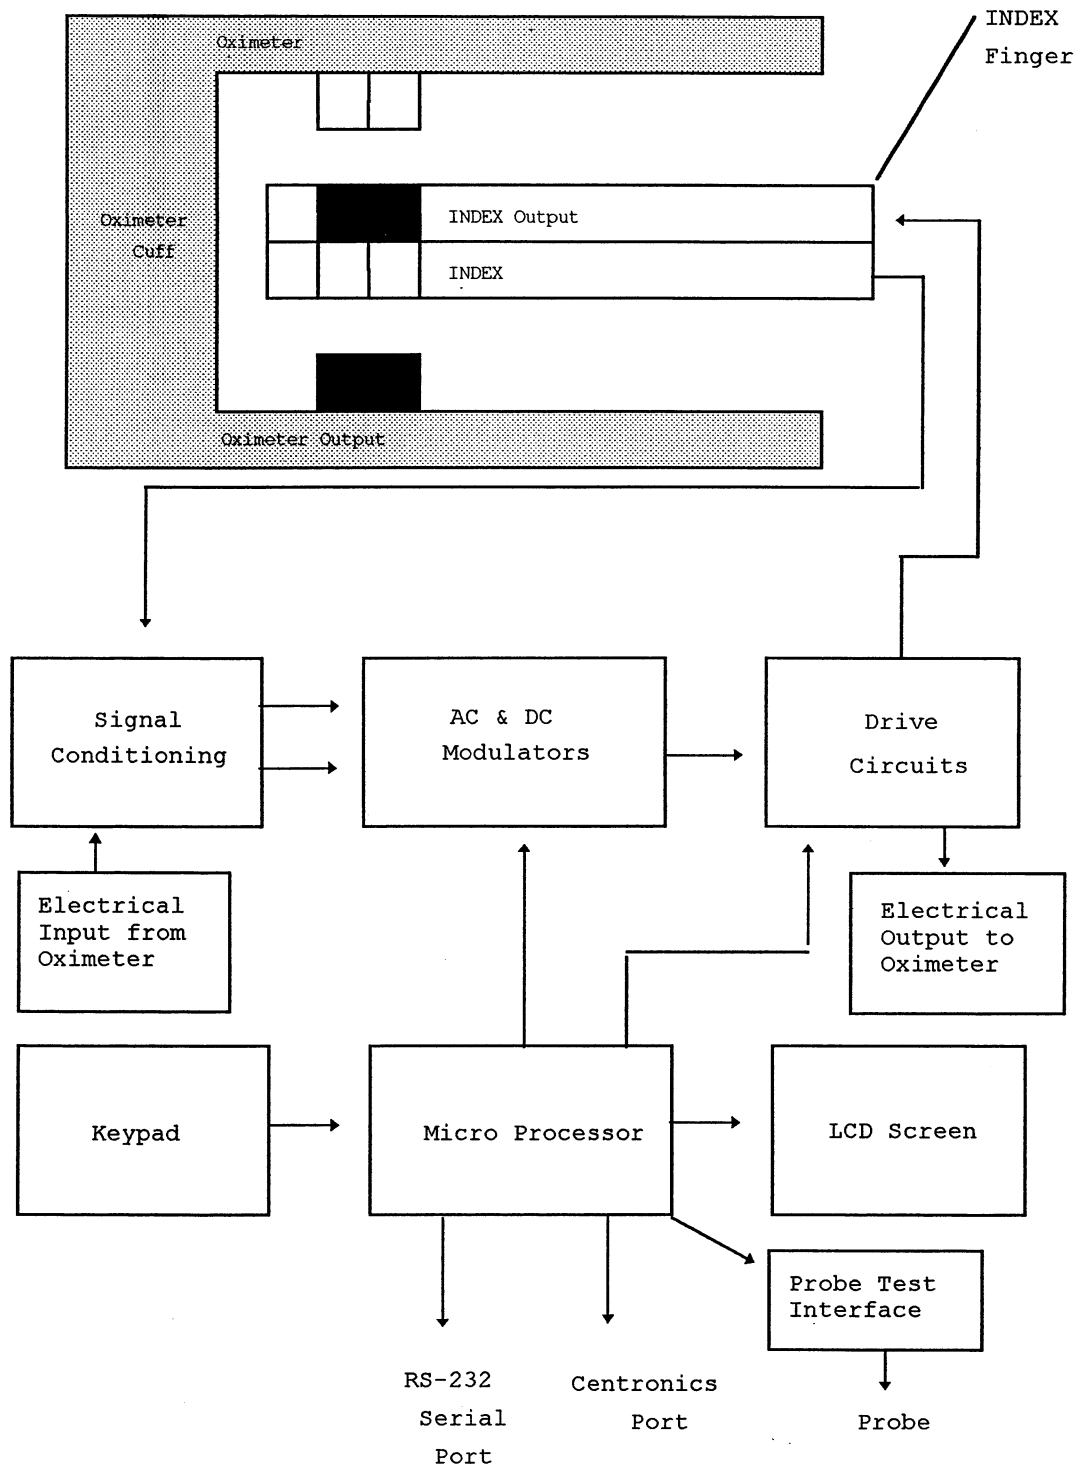 INDEX
Finger
Oximeter
Oximeter
Cuff
INDEX Output
INDEX
Oximeter Output
Signal
Conditioning
AC & DC
Modulators
Drive
Circuits
Electrical
Input from
Oximeter
Electrical
Output to
Oximeter
Keypad
Micro Processor
LCD Screen
Probe Test
Interface
RS-232
Serial
Port
Centronics
Port
Probe